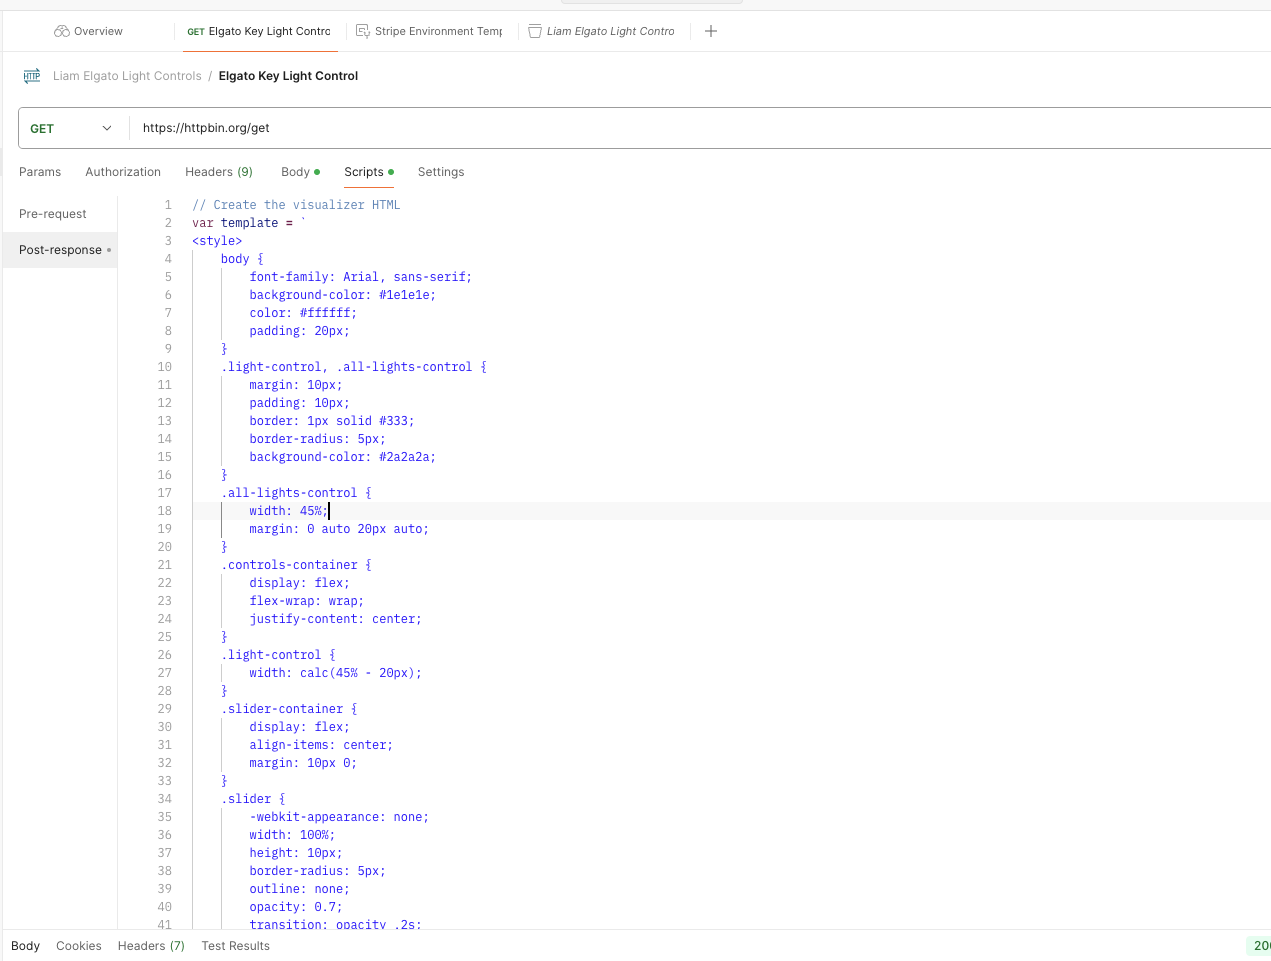 Overview
GET Elgato Key Light Contro
Stripe Environment Temp
Liam Elgato Light Contro
HTTP Liam Elgato Light Controls / Elgato Key Light Control
GET https://httpbin.org/get
Params Authorization Headers (9) Body Scripts Settings
Pre-request
Post-response
1 // Create the visualizer HTML
2 var template = `
3 <style>
4 body {
5 font-family: Arial, sans-serif;
6 background-color: #1e1e1e;
7 color: #ffffff;
8 padding: 20px;
9 }
10 .light-control, .all-lights-control {
11 margin: 10px;
12 padding: 10px;
13 border: 1px solid #333;
14 border-radius: 5px;
15 background-color: #2a2a2a;
16 }
17 .all-lights-control {
18 width: 45%;
19 margin: 0 auto 20px auto;
20 }
21 .controls-container {
22 display: flex;
23 flex-wrap: wrap;
24 justify-content: center;
25 }
26 .light-control {
27 width: calc(45% - 20px);
28 }
29 .slider-container {
30 display: flex;
31 align-items: center;
32 margin: 10px 0;
33 }
34 .slider {
35 -webkit-appearance: none;
36 width: 100%;
37 height: 10px;
38 border-radius: 5px;
39 outline: none;
40 opacity: 0.7;
41 transition: opacity .2s;
Body Cookies Headers (7) Test Results